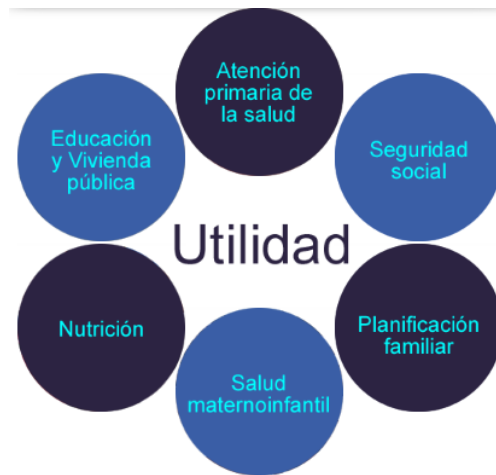 Atención
primaria de
la salud
Educación
y Vivienda
pública
Seguridad
social
Utilidad
Nutrición
Planificación
familiar
Salud
maternoinfantil